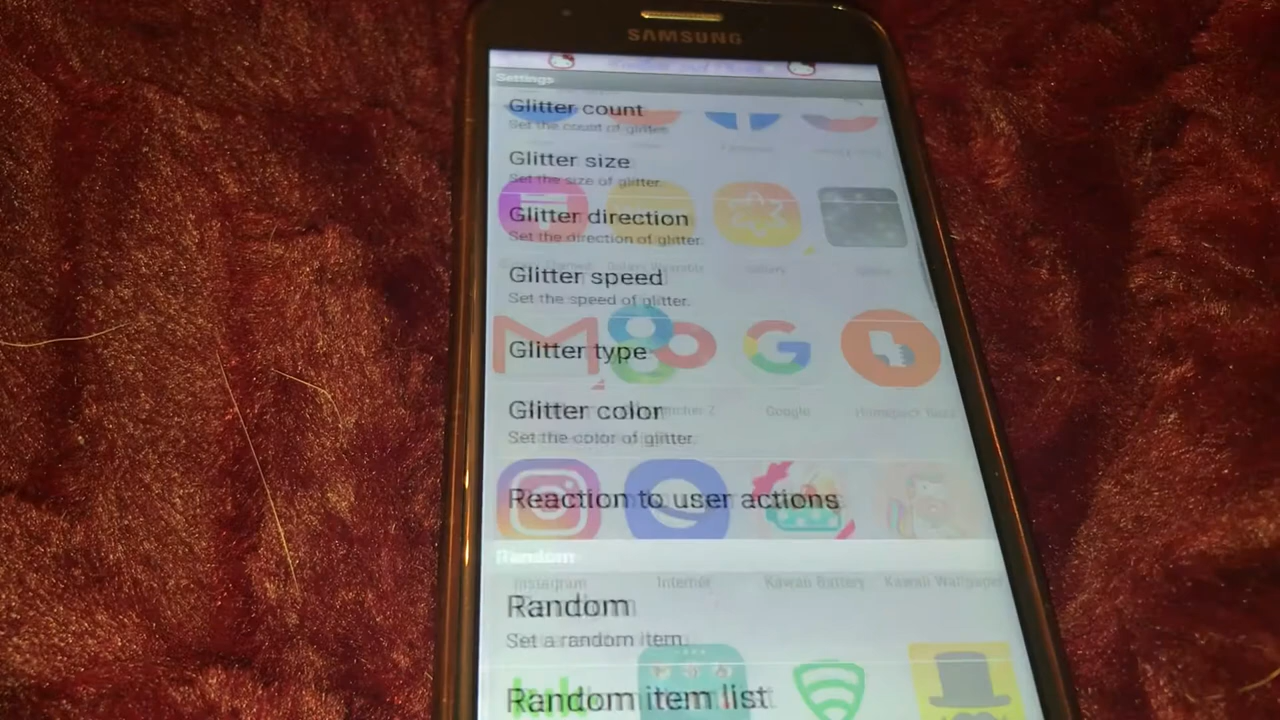 SAMSUNG
Settings
Glitter count
Set the count of glitter.
Glitter size
Set the size of glitter.
Glitter direction
Set the direction of glitter.
Glitter speed
Set the speed of glitter.
Glitter type
Glitter color
Google
Set the color of glitter.
Reaction to user actions
Random
Instagram Internet Kawaii Battery Kawaii Wallpaper
Random
Set a random item.
kik
Random item list